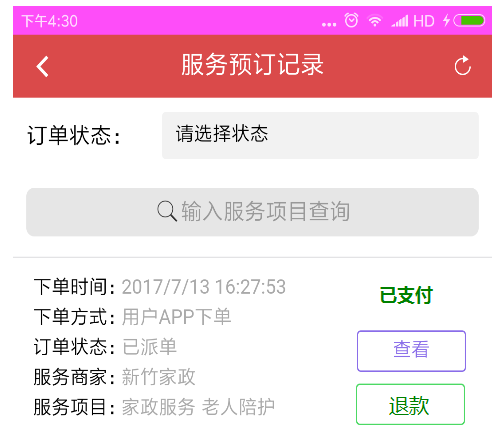 下午4:30 ... HD
服务预订记录
订单状态： 请选择状态
输入服务项目查询
下单时间：2017/7/13 16:27:53
已支付
下单方式：用户APP下单
订单状态：已派单
查看
服务商家：新竹家政
服务项目：家政服务 老人陪护
退款